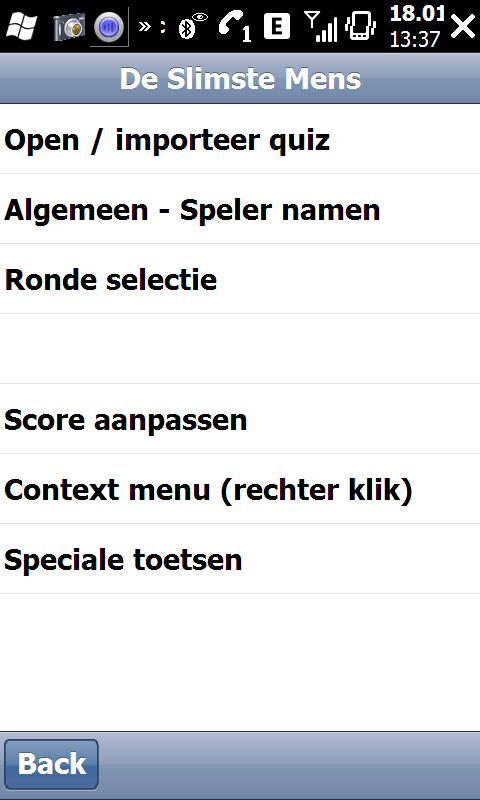 » :
1
E
18.01
13:37
De Slimste Mens
Open / importeer quiz
Algemeen - Speler namen
Ronde selectie
Score aanpassen
Context menu (rechter klik)
Speciale toetsen
Back